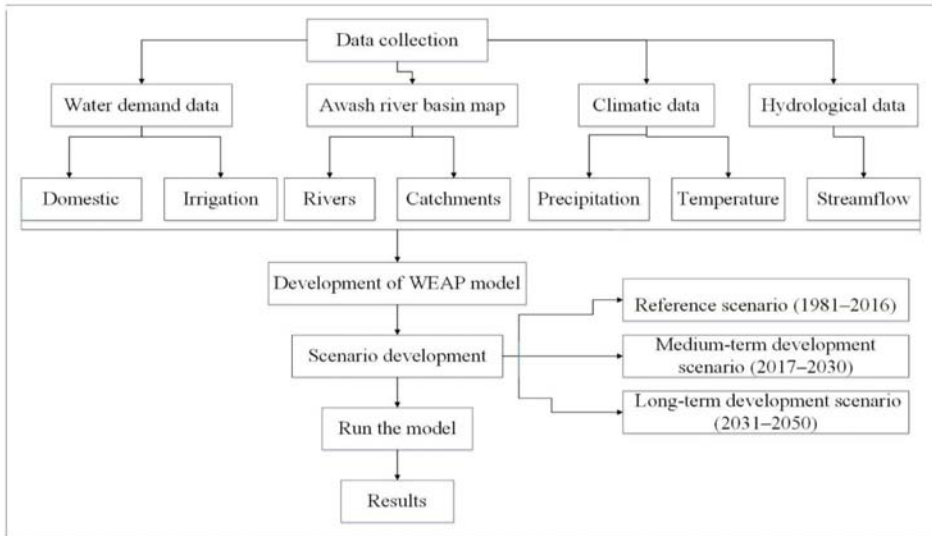 Data collection
Water demand data
Awash river basin map
Climatic data
Hydrological data
Domestic
Irrigation
Rivers
Catchments
Precipitation
Temperature
Streamflow
Development of WEAP model
Reference scenario (1981–2016)
Scenario development
Medium-term development
scenario (2017–2030)
Long-term development scenario
(2031–2050)
Run the model
Results